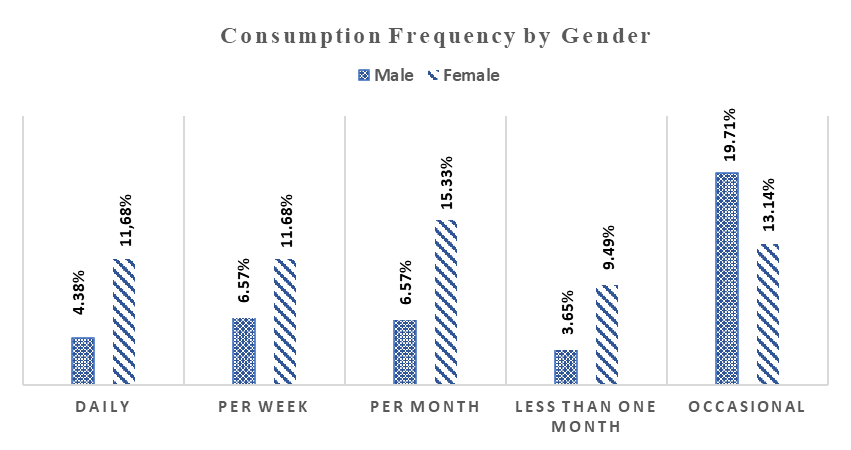 Consumption Frequency by Gender
Male Female
4.38%
11,68%
6.57%
11.68%
6.57%
15.33%
3.65%
9.49%
19.71%
13.14%
DAILY
PER WEEK
PER MONTH
LESS THAN ONE
MONTH
OCCASIONAL